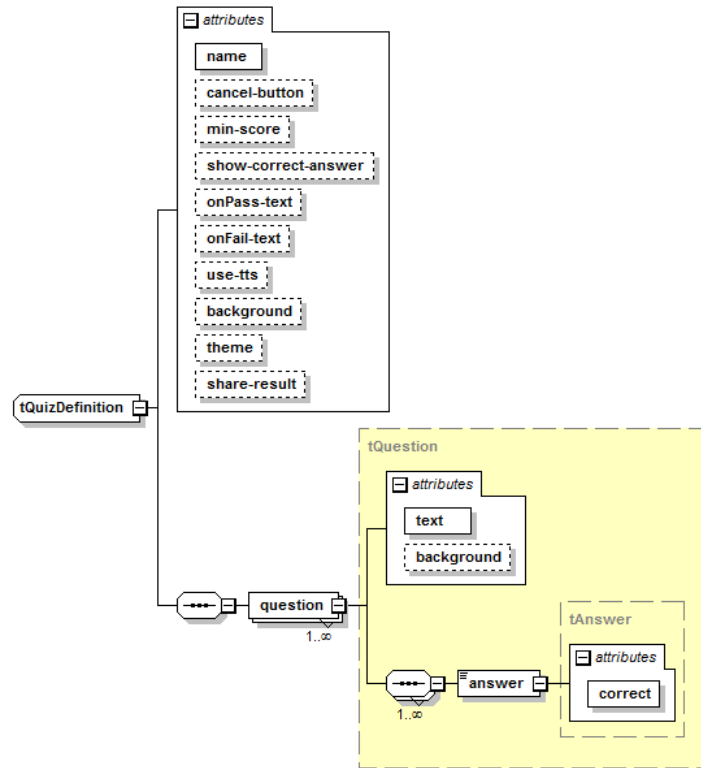 attributes
name
cancel-button
min-score
show-correct-answer
onPass-text
onFail-text
use-tts
background
theme
share-result
tQuizDefinition
tQuestion
attributes
text
background
question
1..∞
tAnswer
attributes
correct
answer
1..∞